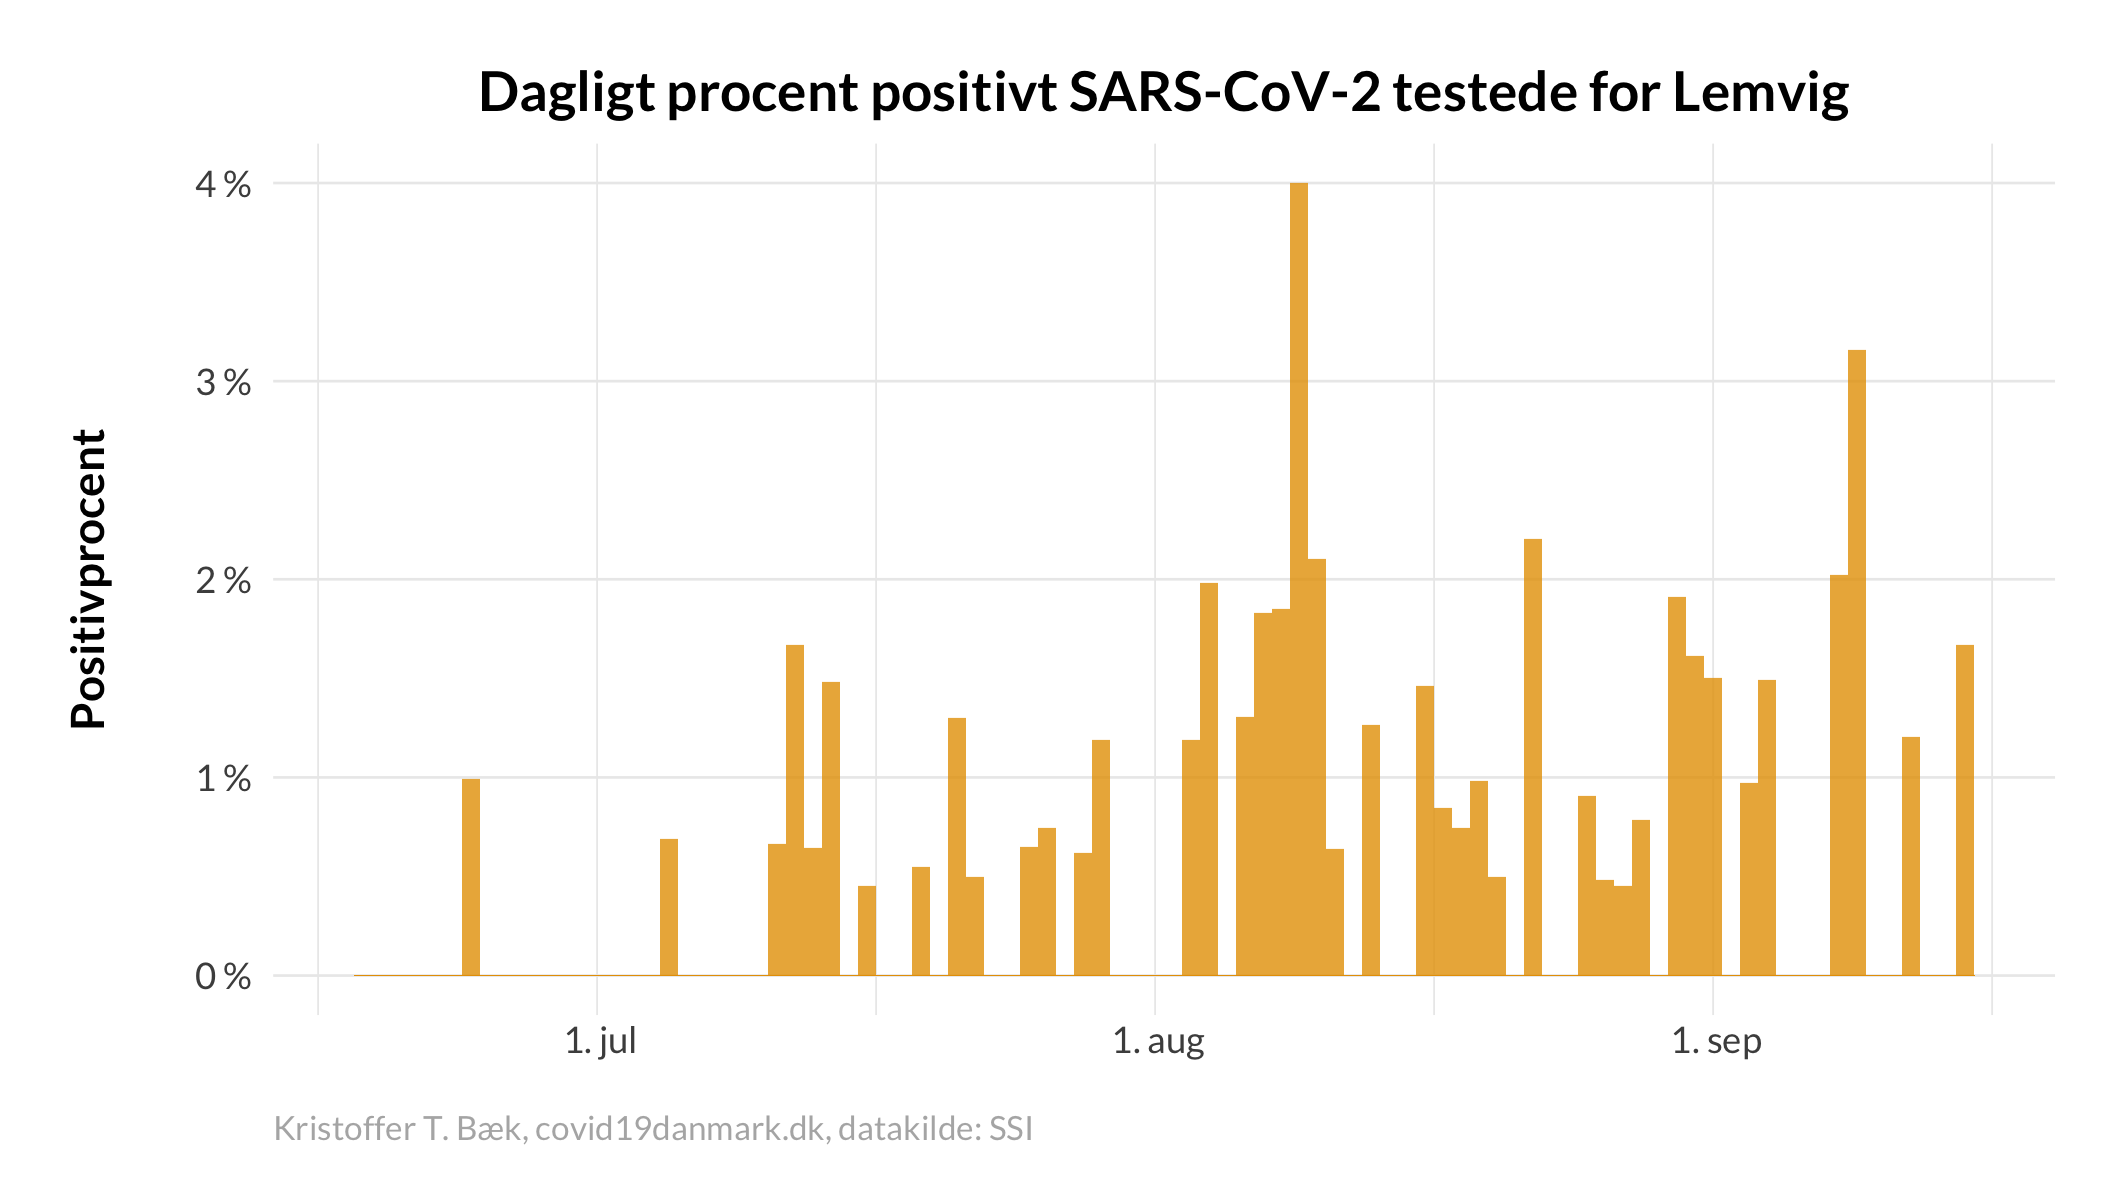 Dagligt procent positivt SARS-CoV-2 testede for Lemvig
Positivprocent
4 %
3 %
2 %
1 %
0 %
1. jul
1. aug
1. sep
Kristoffer T. Bæk, covid19danmark.dk, datakilde: SSI